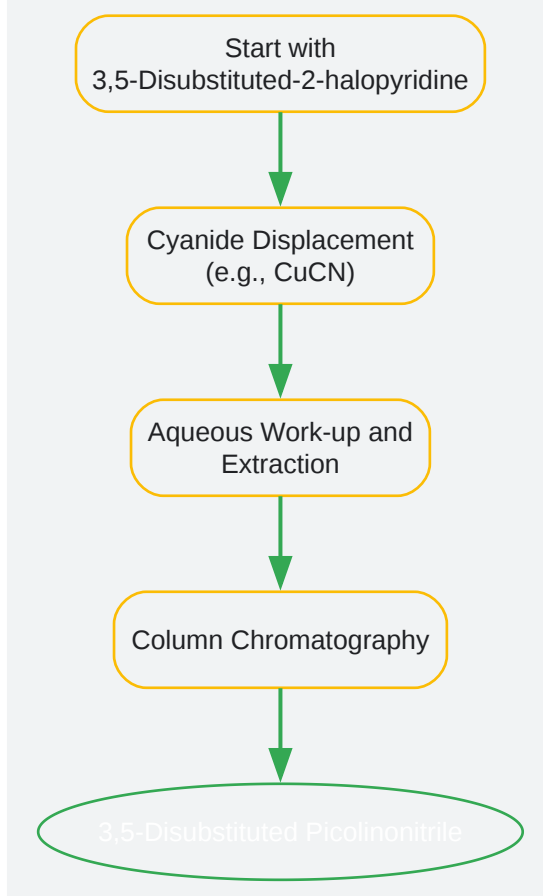 Start with
3,5-Disubstituted-2-halopyridine
Cyanide Displacement
(e.g., CuCN)
Aqueous Work-up and
Extraction
Column Chromatography
3,5-Disubstituted Picolinonitrile